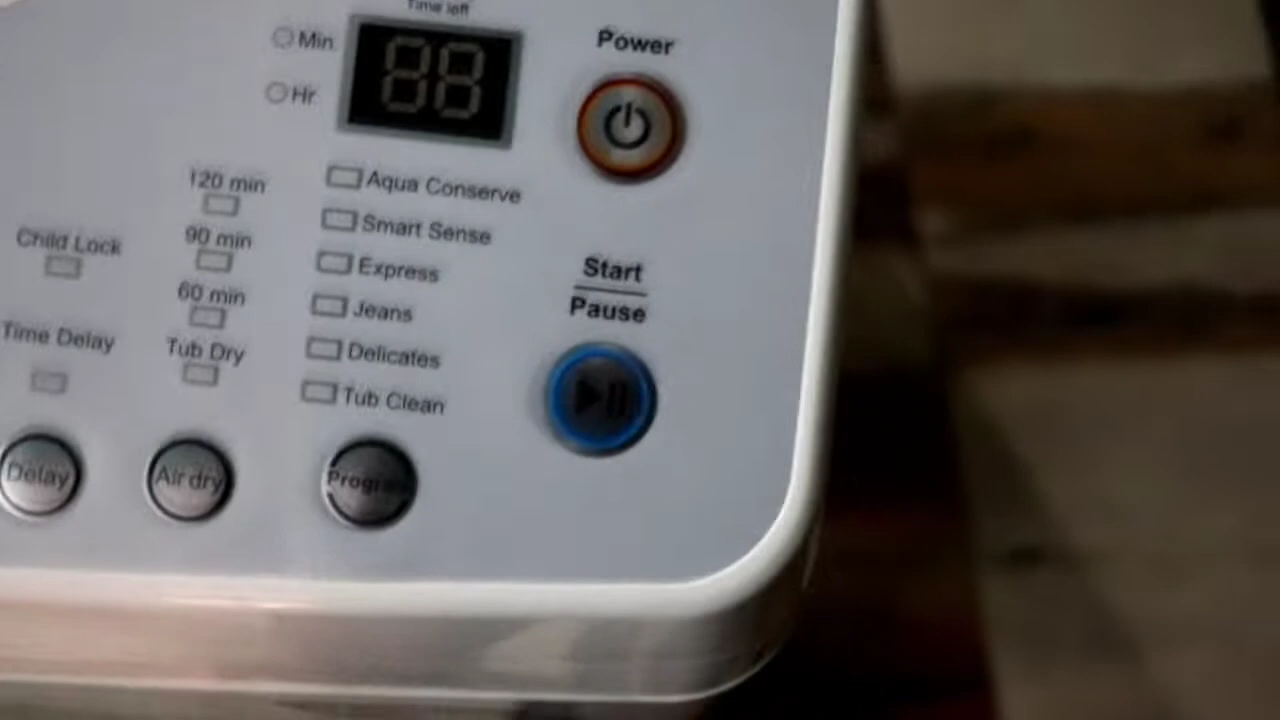 Time left
Min.
88
Hr.
Power
120 min
90 min
60 min
Tub Dry
Child Lock
Time Delay
Aqua Conserve
Smart Sense
Express
Jeans
Delicates
Tub Clean
Start
Pause
Delay
Air dry